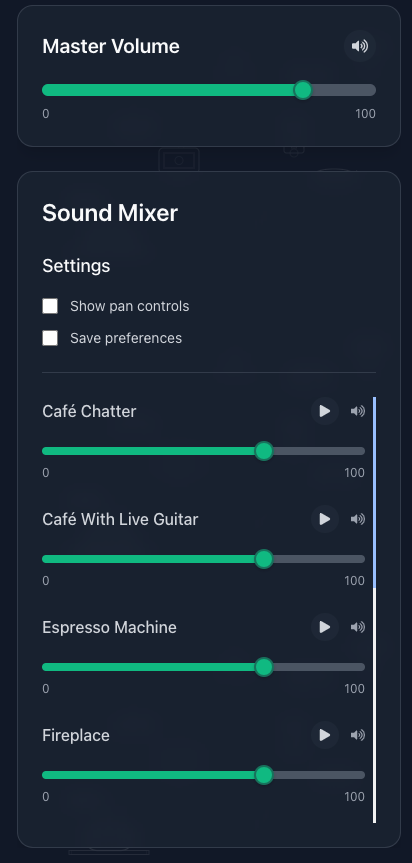 Master Volume
0 100
Sound Mixer
Settings
Show pan controls
Save preferences
Café Chatter
0 100
Café With Live Guitar
0 100
Espresso Machine
0 100
Fireplace
0 100